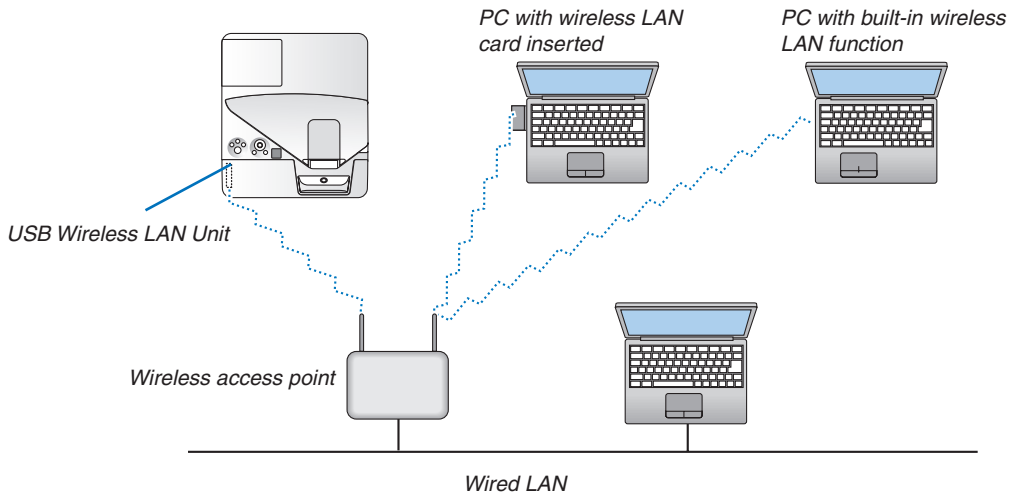 PC with wireless LAN
card inserted
PC with built-in wireless
LAN function
USB Wireless LAN Unit
Wireless access point
Wired LAN